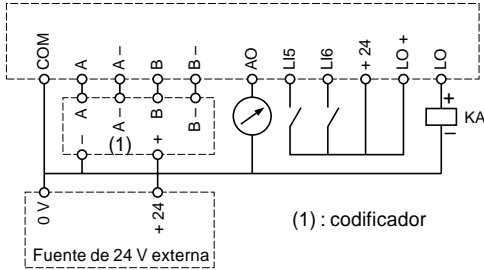 COM A A – B B – AO LI5 LI6 + 24 LO + LO
A A – B B –
+
KA
–
– (1) +
0 V + 24
(1) : codificador
Fuente de 24 V externa